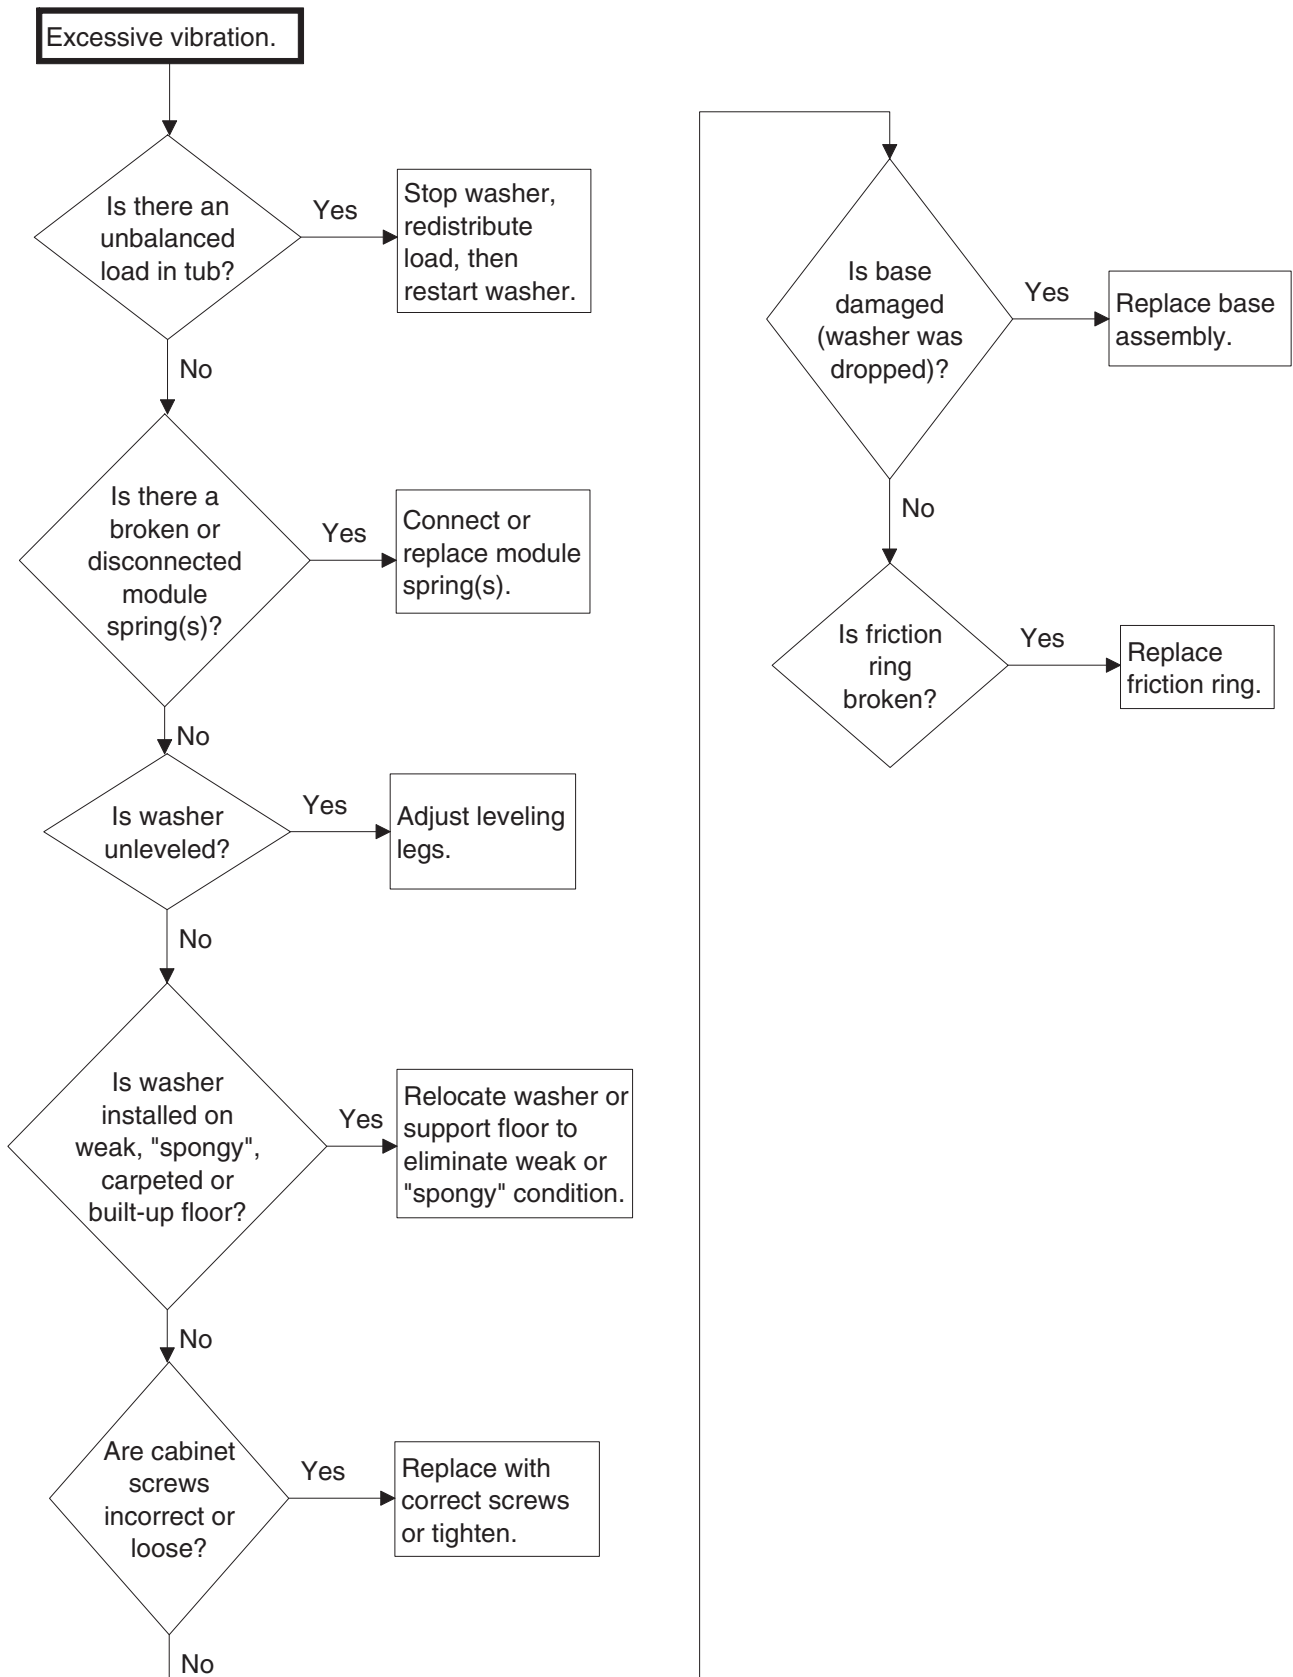 Excessive vibration.
Is there an
unbalanced
load in tub?
Yes
Stop washer,
redistribute
load, then
restart washer.
No
Is there a
broken or
disconnected
module
spring(s)?
Yes
Connect or
replace module
spring(s).
No
Is washer
unleveled?
Yes
Adjust leveling
legs.
No
Is washer
installed on
weak, "spongy",
carpeted or
built-up floor?
Yes
Relocate washer or
support floor to
eliminate weak or
"spongy" condition.
No
Are cabinet
screws
incorrect or
loose?
Yes
Replace with
correct screws
or tighten.
No
Is base
damaged
(washer was
dropped)?
Yes
Replace base
assembly.
No
Is friction
ring
broken?
Yes
Replace
friction ring.